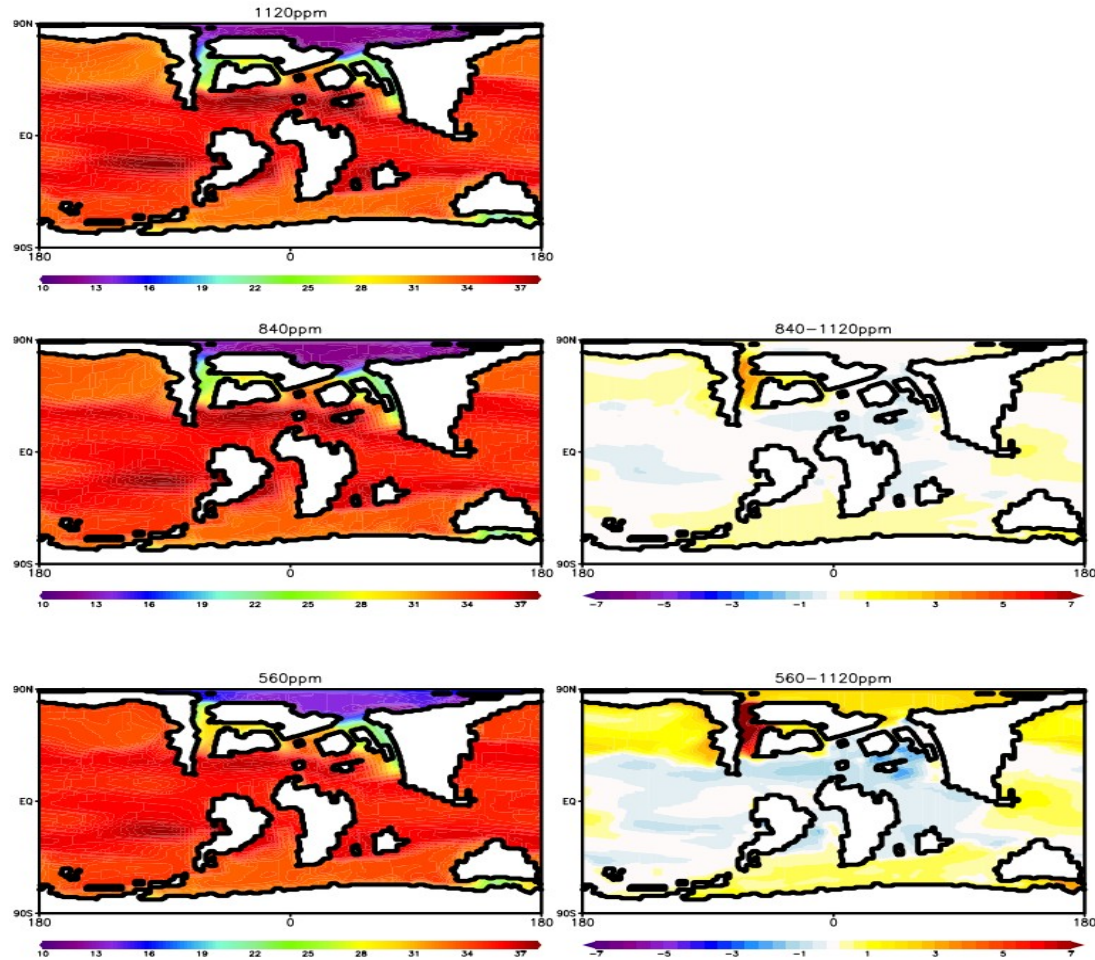 1120ppm
90N
EQ
90S
180 0 180
10 13 16 19 22 25 28 31 34 37
840ppm 840-1120ppm
90N 90N
EQ EQ
90S 90S
180 0 180 180 0 180
10 13 16 19 22 25 28 31 34 37 -7 -5 -3 -1 1 3 5 7
560ppm 560-1120ppm
90N 90N
EQ EQ
90S 90S
180 0 180 180 0 180
10 13 16 19 22 25 28 31 34 37 -7 -5 -3 -1 1 3 5 7